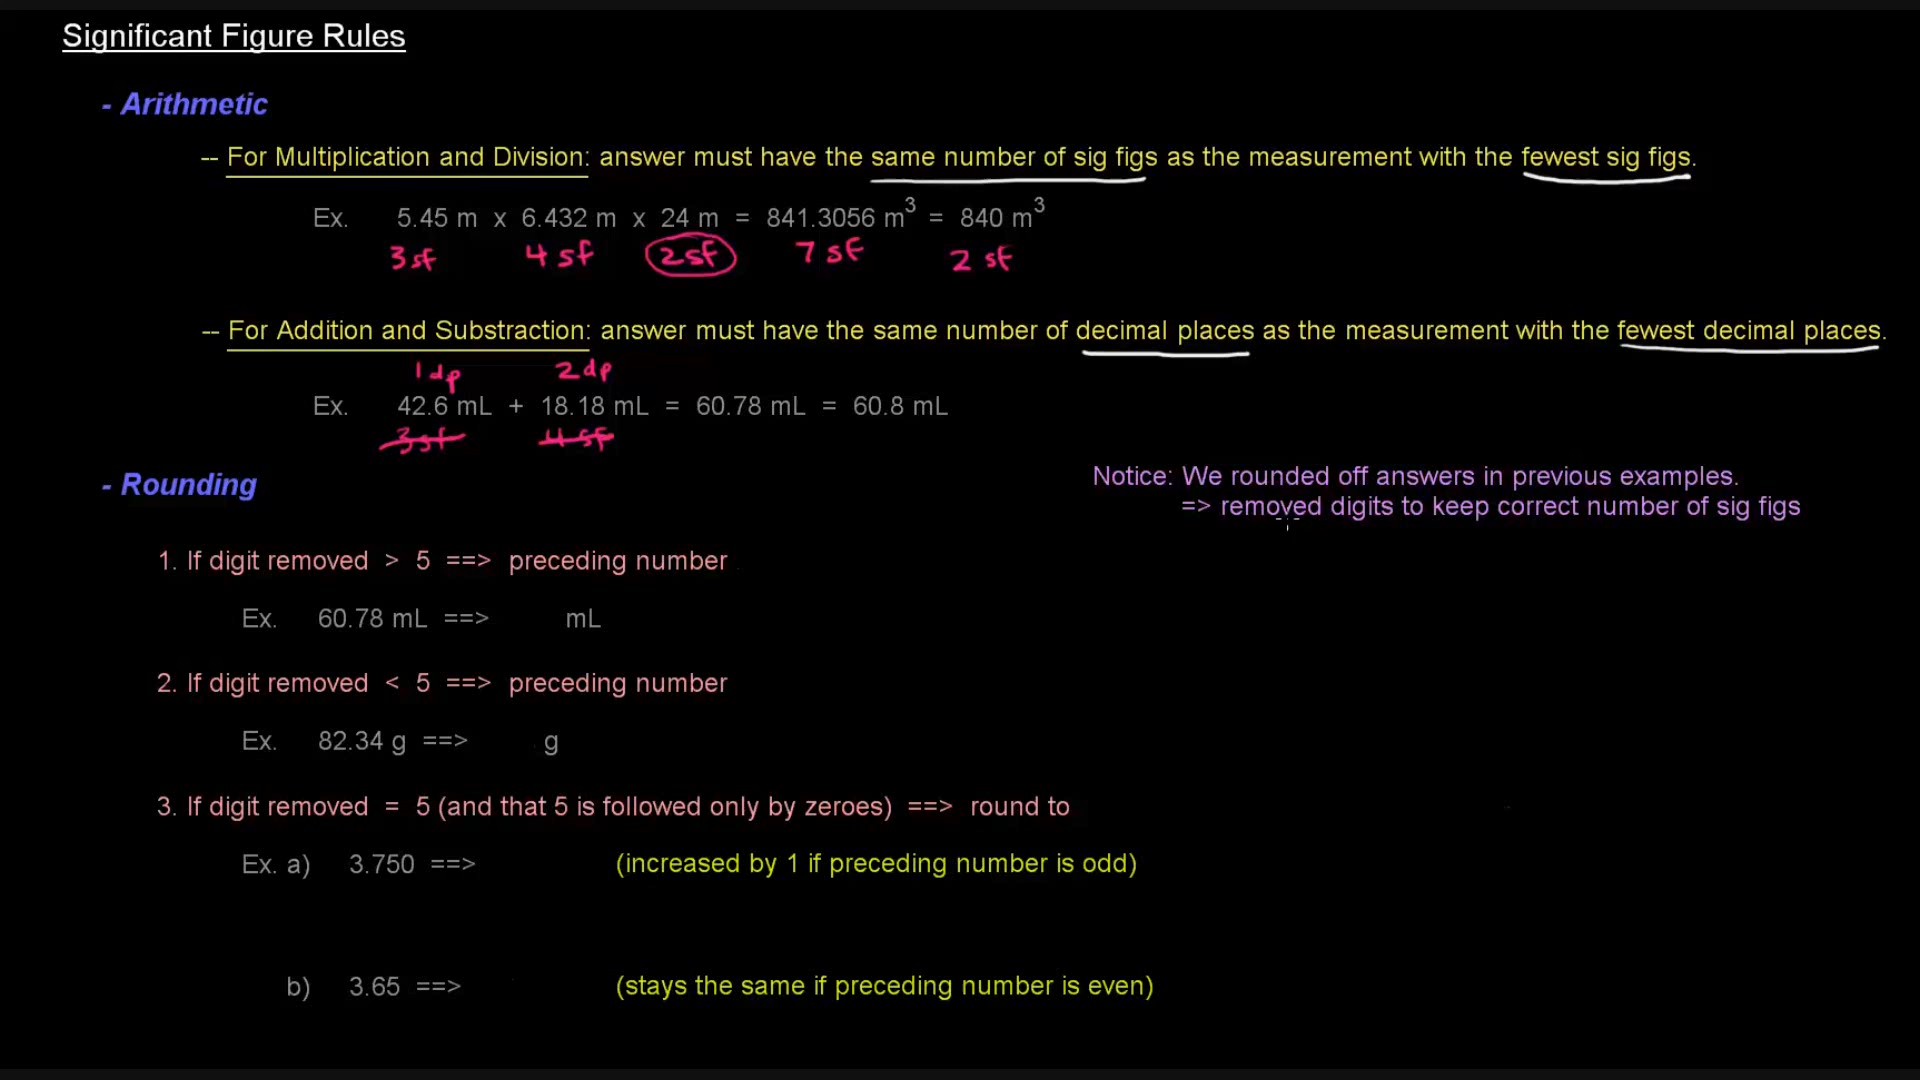 Significant Figure Rules
- Arithmetic
-- For Multiplication and Division: answer must have the same number of sig figs as the measurement with the fewest sig figs.
Ex. 5.45 m x 6.432 m x 24 m = 841.3056 m³ = 840 m³
3 sf 4 sf 2 sf 7 sf 2 sf
-- For Addition and Substraction: answer must have the same number of decimal places as the measurement with the fewest decimal places.
1 dp 2 dp
Ex. 42.6 mL + 18.18 mL = 60.78 mL = 60.8 mL
3 sf 4 sf
- Rounding
Notice: We rounded off answers in previous examples.
=> removed digits to keep correct number of sig figs
1. If digit removed > 5 ==> preceding number
Ex. 60.78 mL ==> mL
2. If digit removed < 5 ==> preceding number
Ex. 82.34 g ==> g
3. If digit removed = 5 (and that 5 is followed only by zeroes) ==> round to
Ex. a) 3.750 ==> (increased by 1 if preceding number is odd)
b) 3.65 ==> (stays the same if preceding number is even)